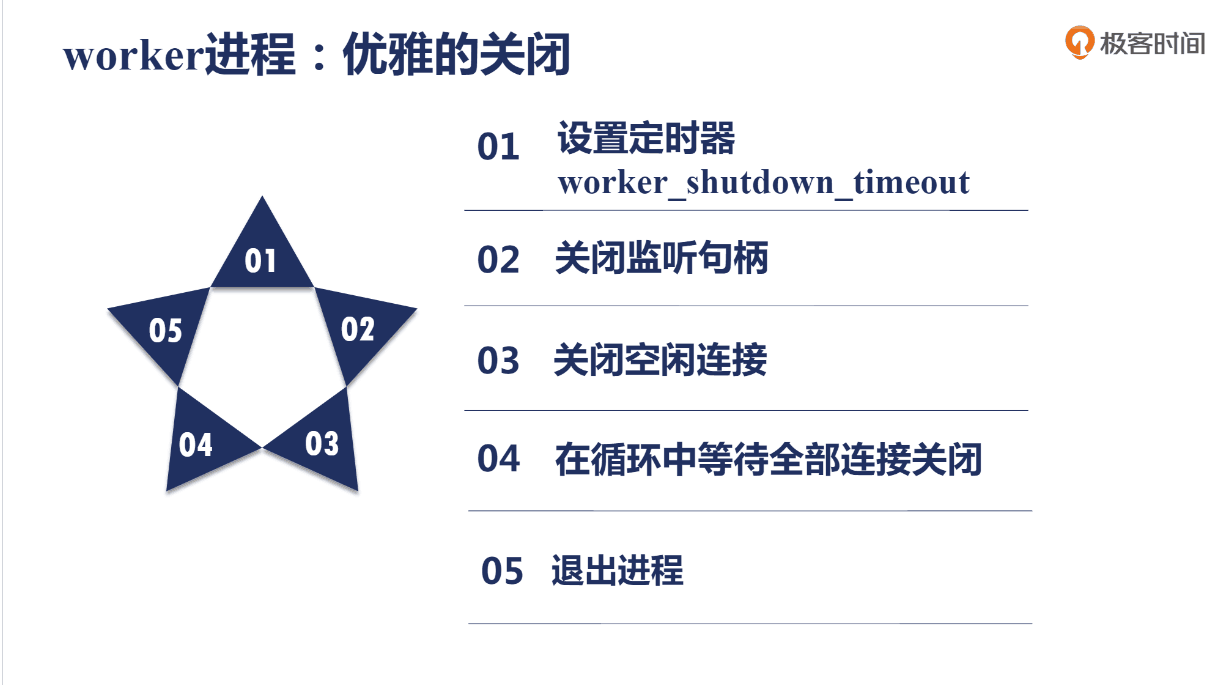 worker进程：优雅的关闭
极客时间
01 设置定时器
worker_shutdown_timeout
02 关闭监听句柄
03 关闭空闲连接
04 在循环中等待全部连接关闭
05 退出进程
01
05
02
04
03